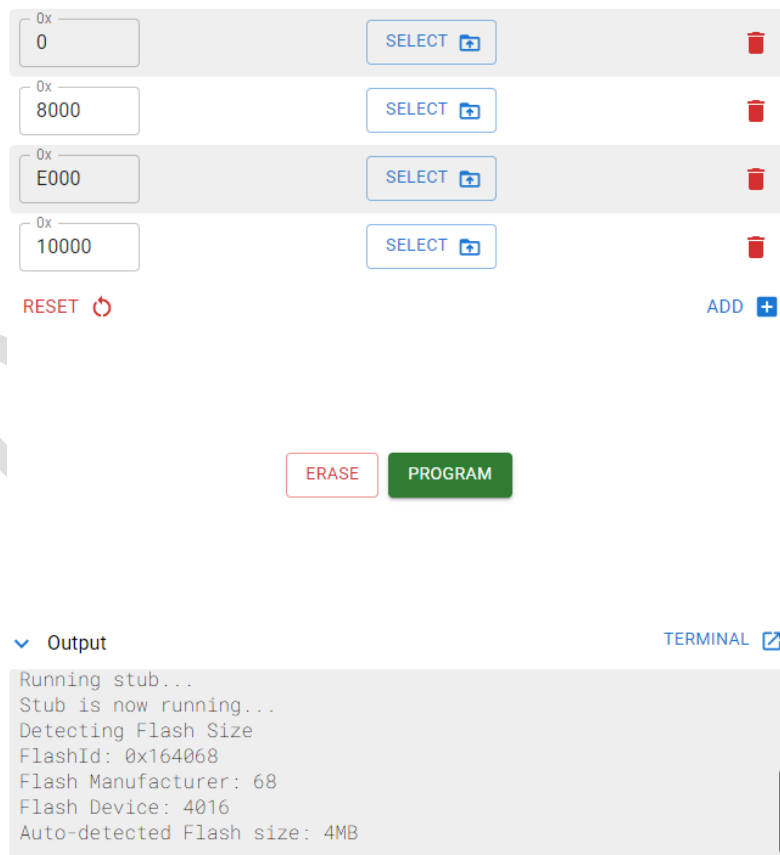 0x
0
SELECT
0x
8000
SELECT
0x
E000
SELECT
0x
10000
SELECT
RESET
ADD
ERASE
PROGRAM
Output
TERMINAL
Running stub...
Stub is now running...
Detecting Flash Size
FlashId: 0x164068
Flash Manufacturer: 68
Flash Device: 4016
Auto-detected Flash size: 4MB